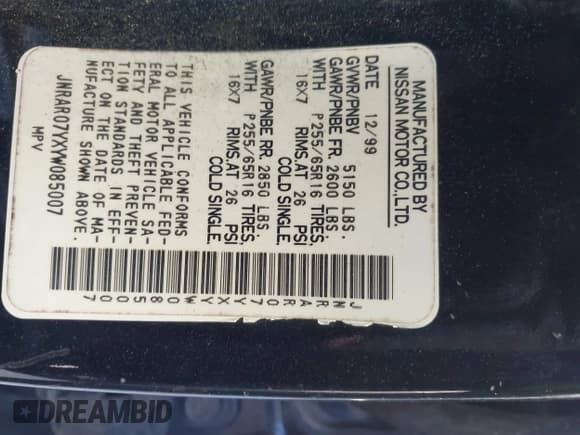 MANUFACTURED BY
NISSAN MOTOR CO.,LTD.
DATE 12/99
GVWR/PNBV 5150 LBS.
GAWR/PNBE FR. 2600 LBS.
WITH P255/65R16 TIRES,
16X7 RIMS,AT 26 PSI
COLD SINGLE,
GAWR/PNBE RR. 2850 LBS.
WITH P255/65R16 TIRES,
16X7 RIMS,AT 26 PSI
COLD SINGLE,
THIS VEHICLE CONFORMS
TO ALL APPLICABLE FED-
ERAL MOTOR VEHICLE SA-
FETY AND THEFT PREVEN-
TION STANDARDS IN EFF-
ECT ON THE DATE OF MA-
NUFACTURE SHOWN ABOVE.
JNRAR07YXYW085007
MPV
JNRAR07YXYW085007
DREAMBID